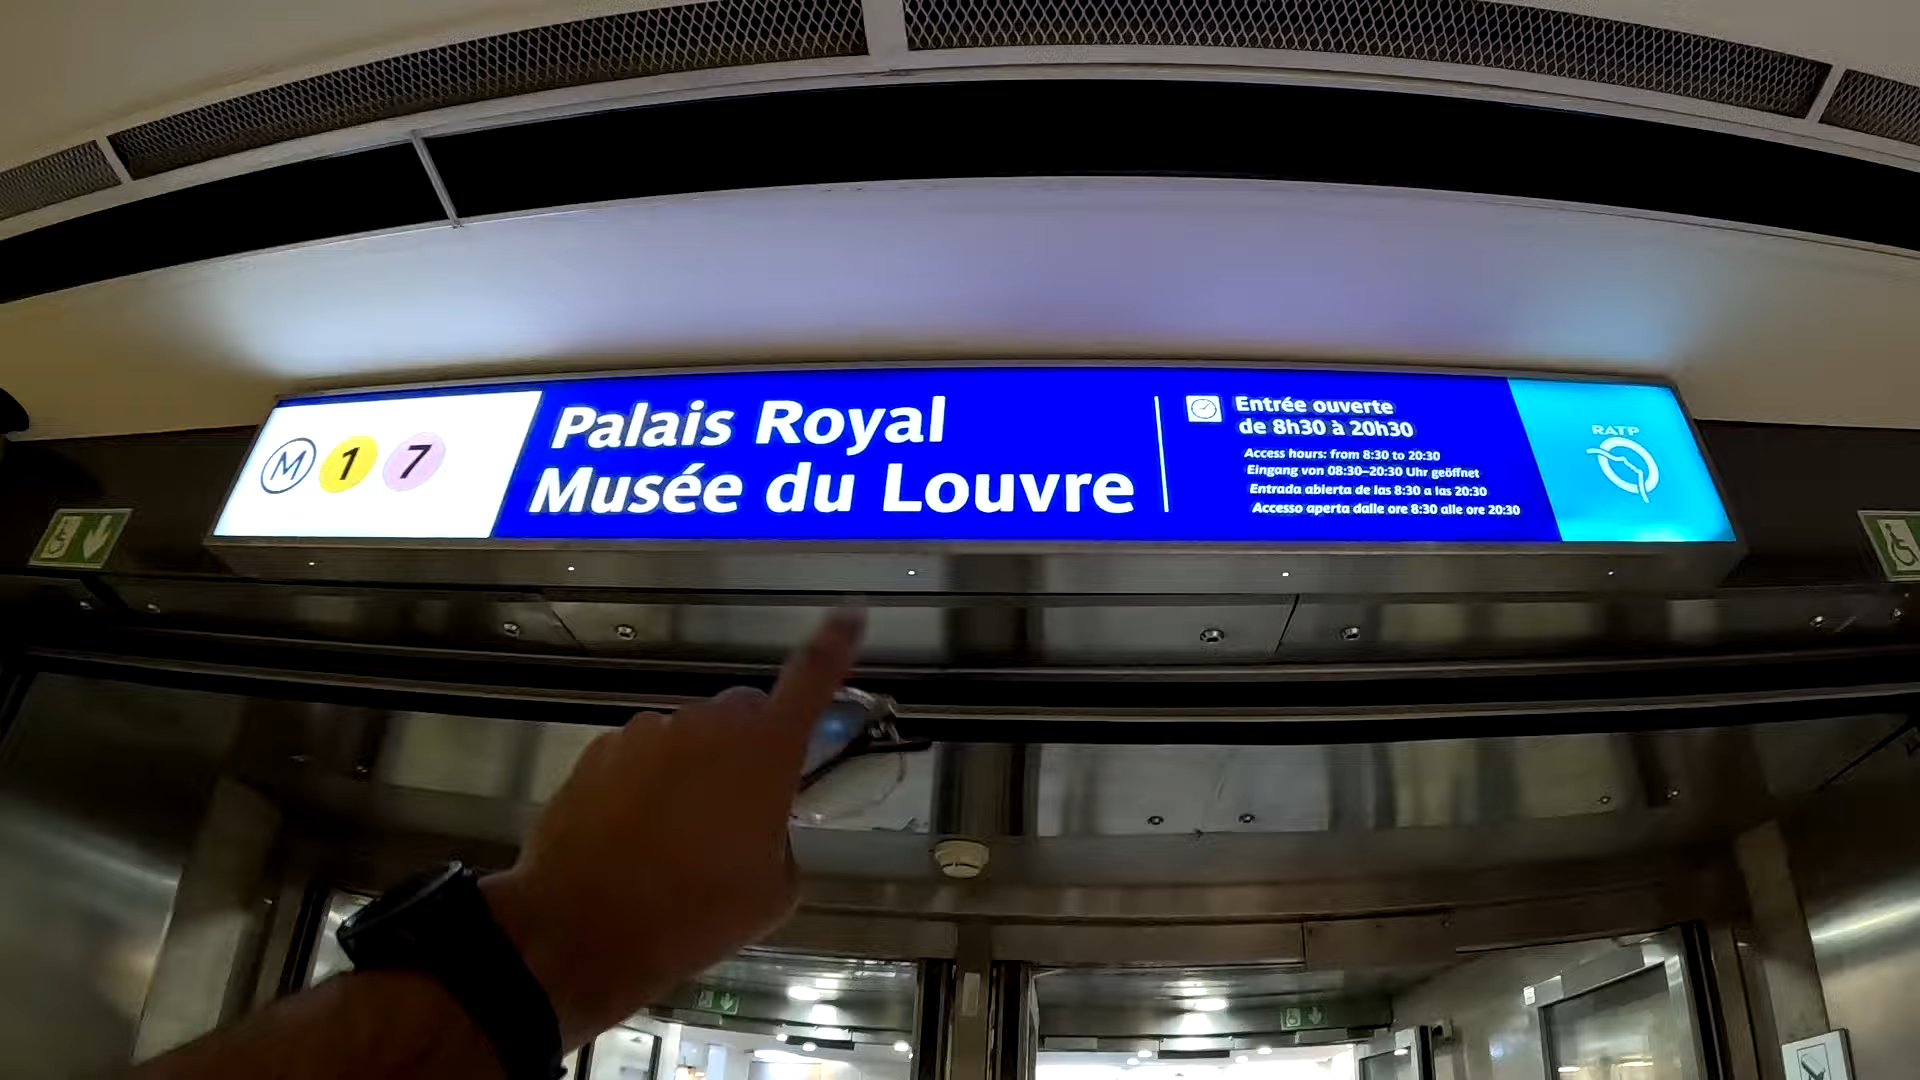 M 1 7
Palais Royal
Musée du Louvre
Entrée ouverte
de 8h30 à 20h30
Access hours: from 8:30 to 20:30
Eingang von 08:30–20:30 Uhr geöffnet
Entrada abierta de las 8:30 a las 20:30
Accesso aperta dalle ore 8:30 alle ore 20:30
RATP